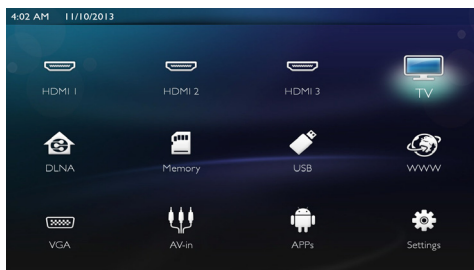 4:02 AM 11/10/2013
HDMI 1 HDMI 2 HDMI 3 TV
DLNA Memory USB WWW
VGA AV-in APPs Settings